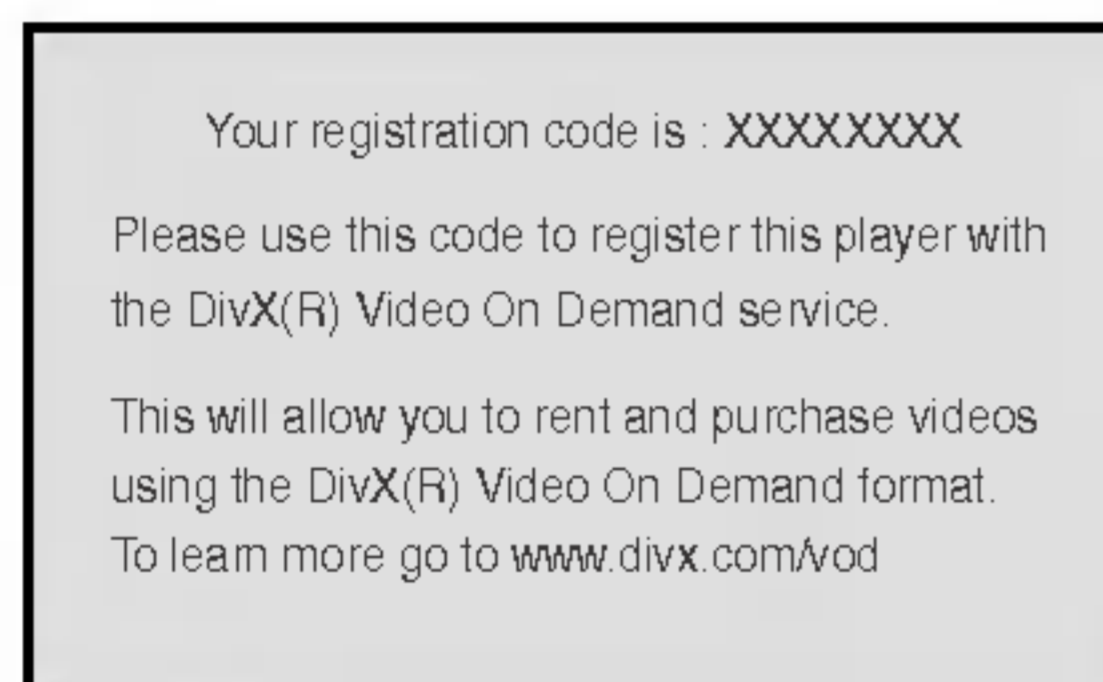 Your registration code is : XXXXXXXX
Please use this code to register this player with
the DivX(R) Video On Demand service.
This will allow you to rent and purchase videos
using the DivX(R) Video On Demand format.
To learn more go to www.divx.com/vod